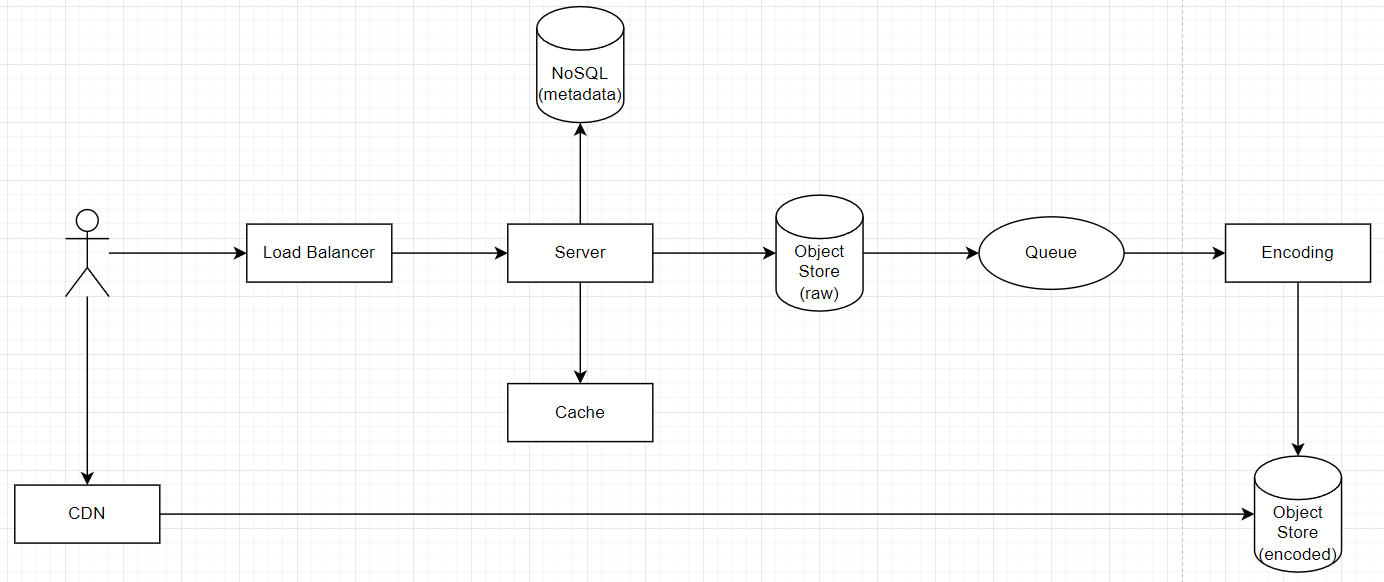 NoSQL
(metadata)
Load Balancer
Server
Object
Store
(raw)
Queue
Encoding
Cache
CDN
Object
Store
(encoded)